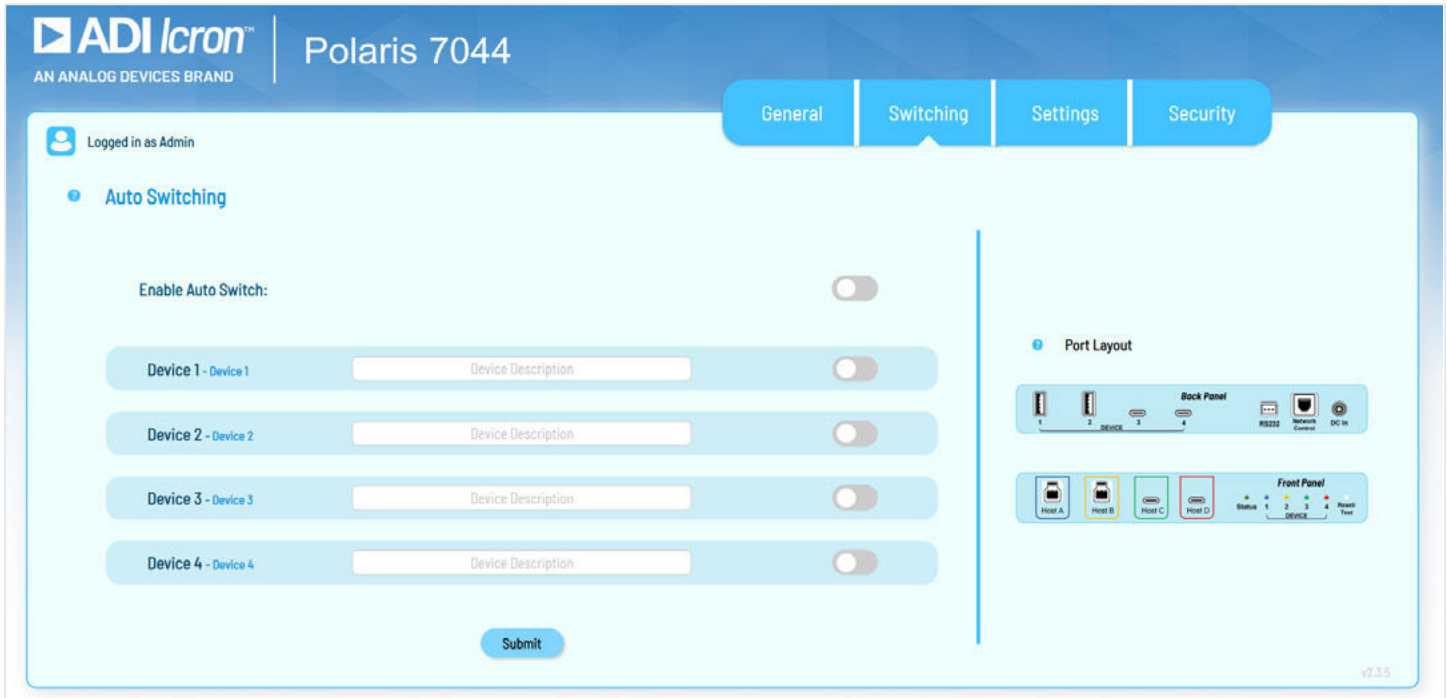 ADI Icron™
AN ANALOG DEVICES BRAND
Polaris 7044
General
Switching
Settings
Security
Logged in as Admin
? Auto Switching
Enable Auto Switch:
Device 1 - Device 1
Device Description
Device 2 - Device 2
Device Description
Device 3 - Device 3
Device Description
Device 4 - Device 4
Device Description
Submit
? Port Layout
Back Panel
1 2 3 4
DEVICE
RS232
Network
Control
DC In
Front Panel
Host A
Host B
Host C
Host D
Status 1 2 3 4
DEVICE
Reset/
Test
v2.3.5